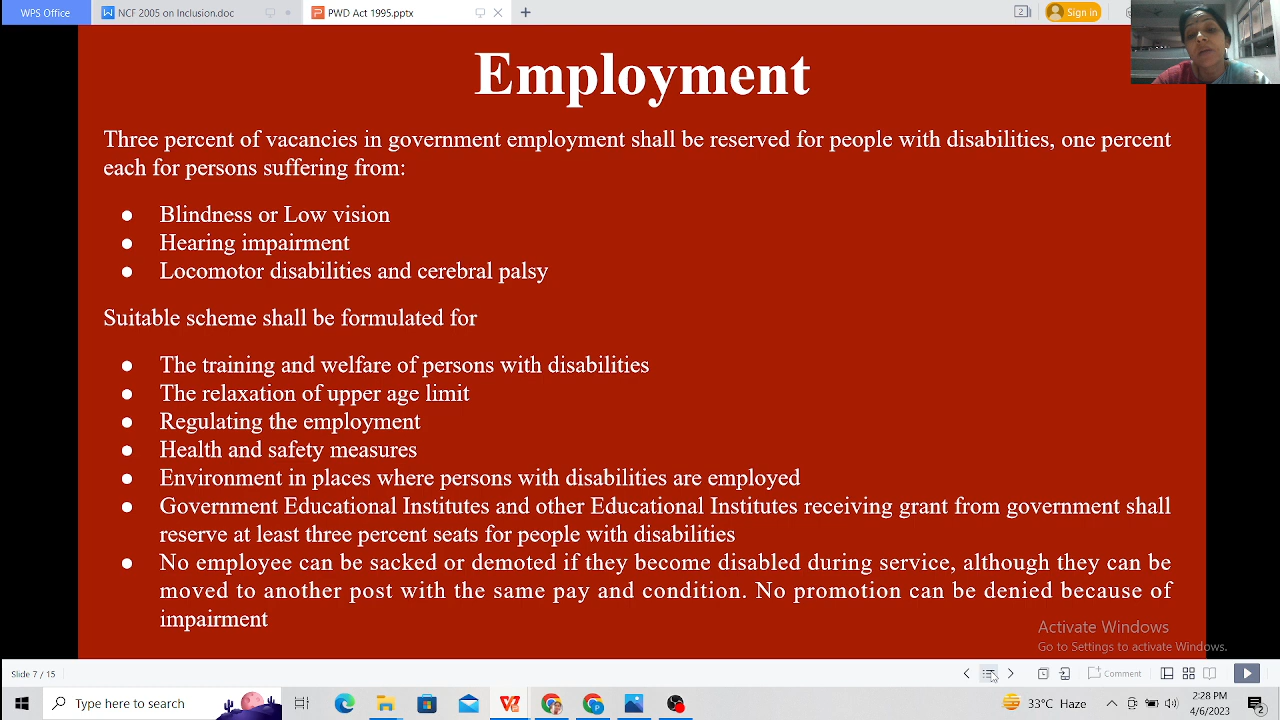 WPS Office
NCF 2005 on Inclusion.doc
PWD Act 1995.pptx
Sign in
Employment
Three percent of vacancies in government employment shall be reserved for people with disabilities, one percent
each for persons suffering from:
● Blindness or Low vision
● Hearing impairment
● Locomotor disabilities and cerebral palsy
Suitable scheme shall be formulated for
● The training and welfare of persons with disabilities
● The relaxation of upper age limit
● Regulating the employment
● Health and safety measures
● Environment in places where persons with disabilities are employed
● Government Educational Institutes and other Educational Institutes receiving grant from government shall
reserve at least three percent seats for people with disabilities
● No employee can be sacked or demoted if they become disabled during service, although they can be
moved to another post with the same pay and condition. No promotion can be denied because of
impairment
Activate Windows
Go to Settings to activate Windows.
Slide 7 / 15
Comment
Type here to search
33°C Haze
2:28 PM
4/6/2023